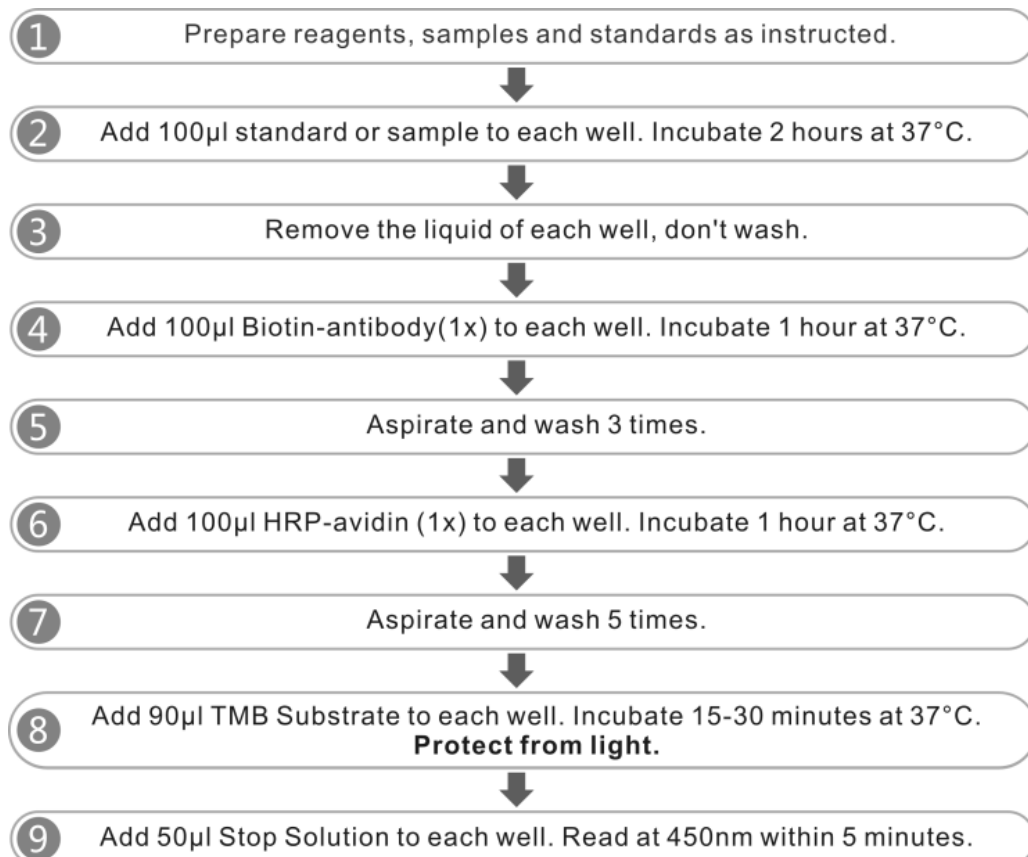 1 Prepare reagents, samples and standards as instructed.
2 Add 100µl standard or sample to each well. Incubate 2 hours at 37°C.
3 Remove the liquid of each well, don't wash.
4 Add 100µl Biotin-antibody(1x) to each well. Incubate 1 hour at 37°C.
5 Aspirate and wash 3 times.
6 Add 100µl HRP-avidin (1x) to each well. Incubate 1 hour at 37°C.
7 Aspirate and wash 5 times.
8 Add 90µl TMB Substrate to each well. Incubate 15-30 minutes at 37°C.
Protect from light.
9 Add 50µl Stop Solution to each well. Read at 450nm within 5 minutes.